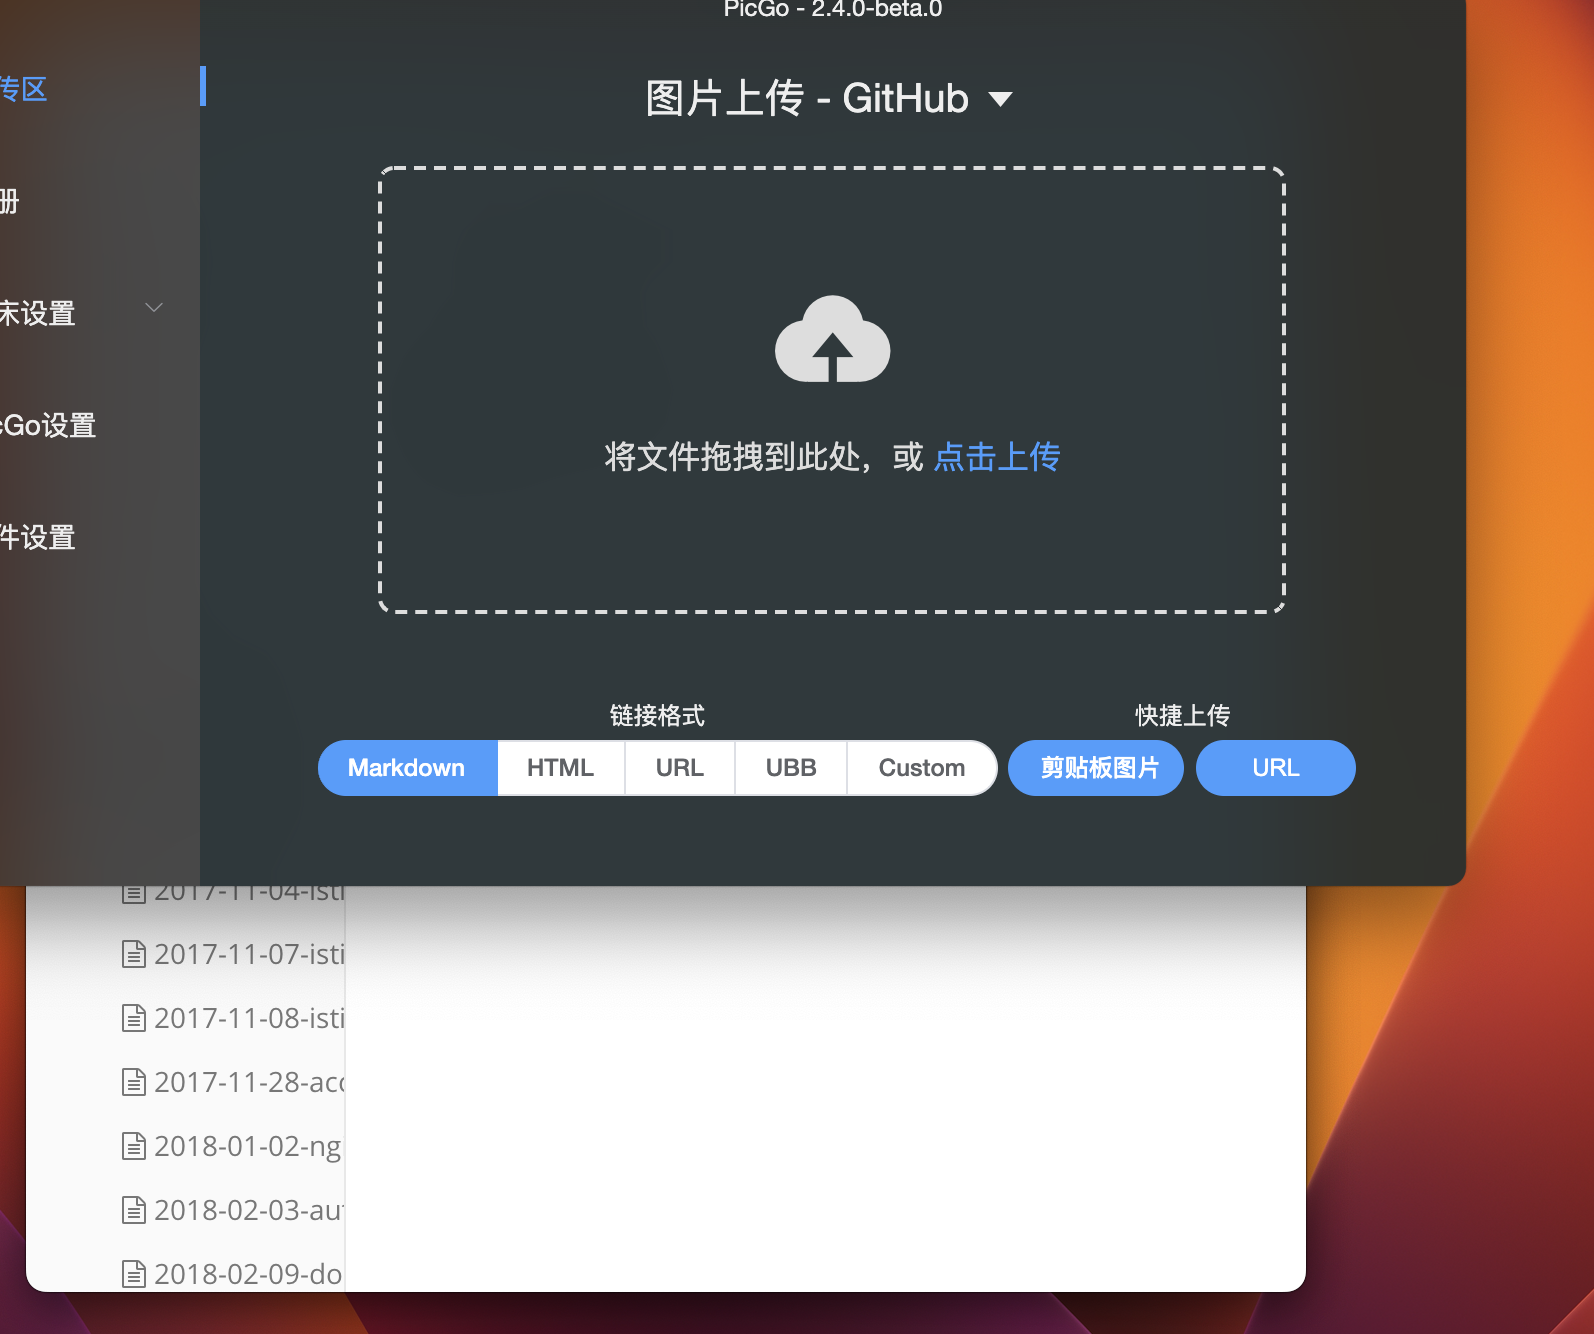 PicGo - 2.4.0-beta.0
图片上传 - GitHub
传区
册
床设置
cGo设置
件设置
将文件拖拽到此处，或 点击上传
链接格式
快捷上传
Markdown HTML URL UBB Custom 剪贴板图片 URL
2017-11-04-isti
2017-11-07-isti
2017-11-08-isti
2017-11-28-acc
2018-01-02-ng
2018-02-03-aut
2018-02-09-do